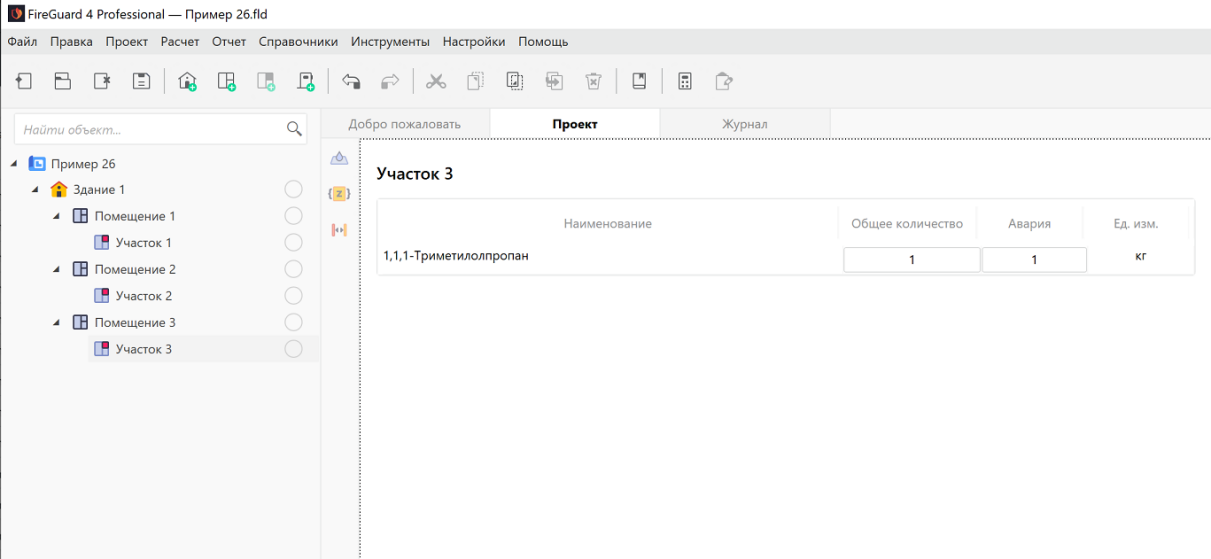 FireGuard 4 Professional — Пример 26.fld
Файл Правка Проект Расчет Отчет Справочники Инструменты Настройки Помощь
Найти объект...
Пример 26
Здание 1
Помещение 1
Участок 1
Помещение 2
Участок 2
Помещение 3
Участок 3
Добро пожаловать Проект Журнал
{Z}
Участок 3
Наименование Общее количество Авария Ед. изм.
1,1,1-Триметилолпропан 1 1 кг